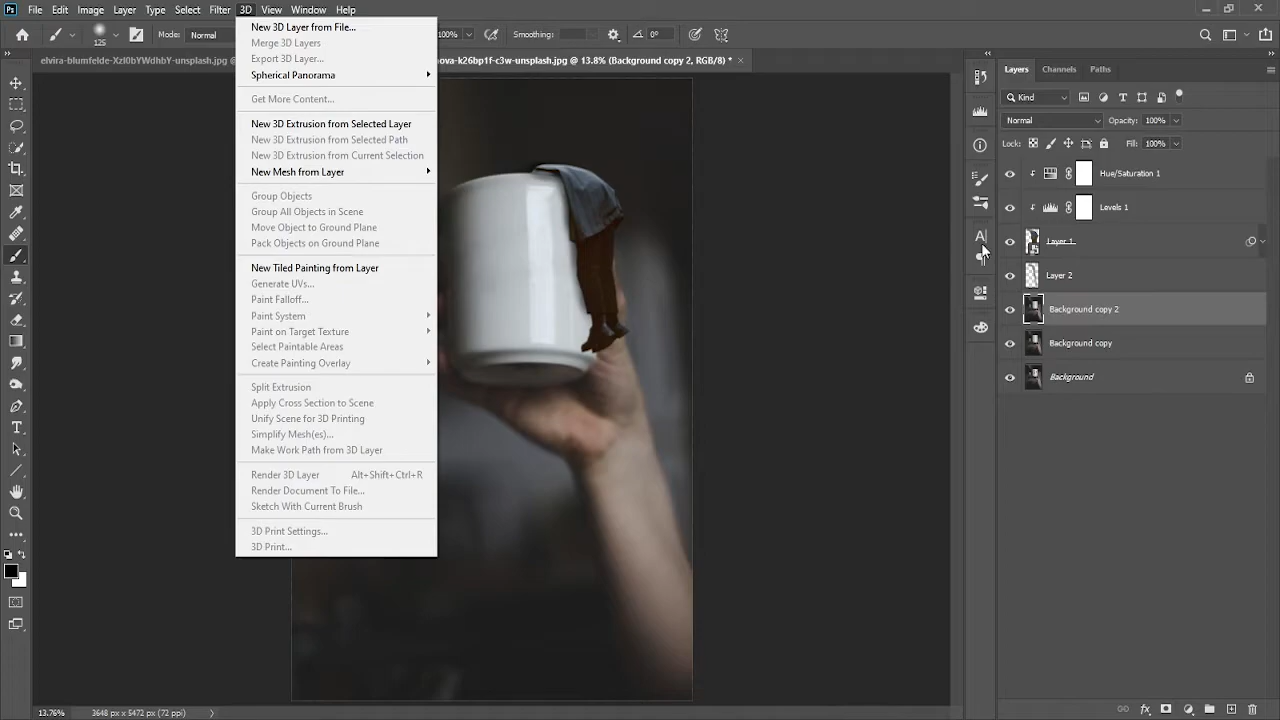 Ps File Edit Image Layer Type Select Filter 3D View Window Help
125 Mode: Normal 100% Smoothing: 0°
elvira-blumfelde-XzI0bYWdhbY-unsplash.jpg @ nova-k26bp1f-c3w-unsplash.jpg @ 13.8% (Background copy 2, RGB/8) *
New 3D Layer from File...
Merge 3D Layers
Export 3D Layer...
Spherical Panorama
Get More Content...
New 3D Extrusion from Selected Layer
New 3D Extrusion from Selected Path
New 3D Extrusion from Current Selection
New Mesh from Layer
Group Objects
Group All Objects in Scene
Move Object to Ground Plane
Pack Objects on Ground Plane
New Tiled Painting from Layer
Generate UVs...
Paint Falloff...
Paint System
Paint on Target Texture
Select Paintable Areas
Create Painting Overlay
Split Extrusion
Apply Cross Section to Scene
Unify Scene for 3D Printing
Simplify Mesh(es)...
Make Work Path from 3D Layer
Render 3D Layer Alt+Shift+Ctrl+R
Render Document To File...
Sketch With Current Brush
3D Print Settings...
3D Print...
Layers Channels Paths
Kind
Normal Opacity: 100%
Lock: Fill: 100%
Hue/Saturation 1
Levels 1
Layer 1
Layer 2
Background copy 2
Background copy
Background
13.76% 3648 px x 5472 px (72 ppi)